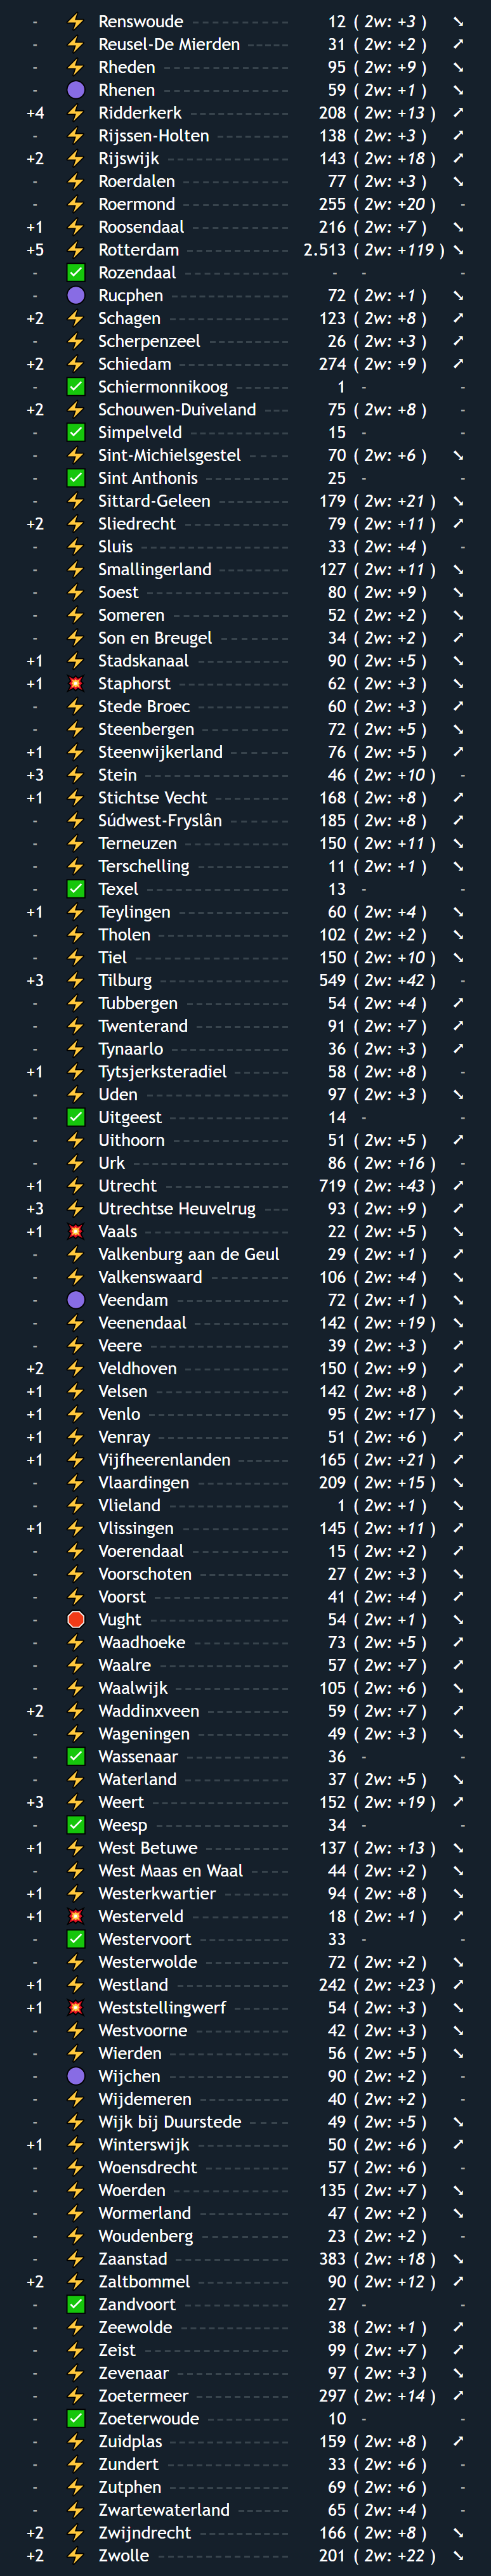 - ⚡ Renswoude 12 ( 2w: +3 ) ↘
- ⚡ Reusel-De Mierden 31 ( 2w: +2 ) ↗
- ⚡ Rheden 95 ( 2w: +9 ) ↘
- 🟣 Rhenen 59 ( 2w: +1 ) ↘
+4 ⚡ Ridderkerk 208 ( 2w: +13 ) ↗
- ⚡ Rijssen-Holten 138 ( 2w: +3 ) ↗
+2 ⚡ Rijswijk 143 ( 2w: +18 ) ↗
- ⚡ Roerdalen 77 ( 2w: +3 ) ↘
- ⚡ Roermond 255 ( 2w: +20 ) -
+1 ⚡ Roosendaal 216 ( 2w: +7 ) ↘
+5 ⚡ Rotterdam 2.513 ( 2w: +119 ) ↘
- ✅ Rozendaal - - -
- 🟣 Rucphen 72 ( 2w: +1 ) ↘
+2 ⚡ Schagen 123 ( 2w: +8 ) ↗
- ⚡ Scherpenzeel 26 ( 2w: +3 ) ↗
+2 ⚡ Schiedam 274 ( 2w: +9 ) ↗
- ✅ Schiermonnikoog 1 - -
+2 ⚡ Schouwen-Duiveland 75 ( 2w: +8 ) -
- ✅ Simpelveld 15 - -
- ⚡ Sint-Michielsgestel 70 ( 2w: +6 ) ↘
- ✅ Sint Anthonis 25 - -
- ⚡ Sittard-Geleen 179 ( 2w: +21 ) ↘
+2 ⚡ Sliedrecht 79 ( 2w: +11 ) ↗
- ⚡ Sluis 33 ( 2w: +4 ) -
- ⚡ Smallingerland 127 ( 2w: +11 ) ↘
- ⚡ Soest 80 ( 2w: +9 ) ↘
- ⚡ Someren 52 ( 2w: +2 ) ↘
- ⚡ Son en Breugel 34 ( 2w: +2 ) ↗
+1 ⚡ Stadskanaal 90 ( 2w: +5 ) ↘
+1 💥 Staphorst 62 ( 2w: +3 ) ↘
- ⚡ Stede Broec 60 ( 2w: +3 ) ↗
- ⚡ Steenbergen 72 ( 2w: +5 ) ↘
+1 ⚡ Steenwijkerland 76 ( 2w: +5 ) ↗
+3 ⚡ Stein 46 ( 2w: +10 ) -
+1 ⚡ Stichtse Vecht 168 ( 2w: +8 ) ↗
- ⚡ Súdwest-Fryslân 185 ( 2w: +8 ) ↗
- ⚡ Terneuzen 150 ( 2w: +11 ) ↘
- ⚡ Terschelling 11 ( 2w: +1 ) ↘
- ✅ Texel 13 - -
+1 ⚡ Teylingen 60 ( 2w: +4 ) ↘
- ⚡ Tholen 102 ( 2w: +2 ) ↘
- ⚡ Tiel 150 ( 2w: +10 ) ↘
+3 ⚡ Tilburg 549 ( 2w: +42 ) -
- ⚡ Tubbergen 54 ( 2w: +4 ) ↗
- ⚡ Twenterand 91 ( 2w: +7 ) ↗
- ⚡ Tynaarlo 36 ( 2w: +3 ) ↗
+1 ⚡ Tytsjerksteradiel 58 ( 2w: +8 ) -
- ⚡ Uden 97 ( 2w: +3 ) ↘
- ✅ Uitgeest 14 - -
- ⚡ Uithoorn 51 ( 2w: +5 ) ↗
- ⚡ Urk 86 ( 2w: +16 ) -
+1 ⚡ Utrecht 719 ( 2w: +43 ) ↗
+3 ⚡ Utrechtse Heuvelrug 93 ( 2w: +9 ) ↗
+1 💥 Vaals 22 ( 2w: +5 ) ↘
- ⚡ Valkenburg aan de Geul 29 ( 2w: +1 ) ↗
- ⚡ Valkenswaard 106 ( 2w: +4 ) ↘
- 🟣 Veendam 72 ( 2w: +1 ) ↘
- ⚡ Veenendaal 142 ( 2w: +19 ) ↘
- ⚡ Veere 39 ( 2w: +3 ) ↗
+2 ⚡ Veldhoven 150 ( 2w: +9 ) ↗
+1 ⚡ Velsen 142 ( 2w: +8 ) ↗
+1 ⚡ Venlo 95 ( 2w: +17 ) ↘
+1 ⚡ Venray 51 ( 2w: +6 ) ↗
+1 ⚡ Vijfheerenlanden 165 ( 2w: +21 ) ↗
- ⚡ Vlaardingen 209 ( 2w: +15 ) ↘
- ⚡ Vlieland 1 ( 2w: +1 ) ↘
+1 ⚡ Vlissingen 145 ( 2w: +11 ) ↗
- ⚡ Voerendaal 15 ( 2w: +2 ) ↗
- ⚡ Voorschoten 27 ( 2w: +3 ) ↘
- ⚡ Voorst 41 ( 2w: +4 ) ↗
- 🛑 Vught 54 ( 2w: +1 ) ↘
- ⚡ Waadhoeke 73 ( 2w: +5 ) ↗
- ⚡ Waalre 57 ( 2w: +7 ) ↗
- ⚡ Waalwijk 105 ( 2w: +6 ) ↘
+2 ⚡ Waddinxveen 59 ( 2w: +7 ) ↗
- ⚡ Wageningen 49 ( 2w: +3 ) ↘
- ✅ Wassenaar 36 - -
- ⚡ Waterland 37 ( 2w: +5 ) ↘
+3 ⚡ Weert 152 ( 2w: +19 ) ↗
- ✅ Weesp 34 - -
+1 ⚡ West Betuwe 137 ( 2w: +13 ) ↘
- ⚡ West Maas en Waal 44 ( 2w: +2 ) ↘
+1 ⚡ Westerkwartier 94 ( 2w: +8 ) ↘
+1 💥 Westerveld 18 ( 2w: +1 ) ↗
- ✅ Westervoort 33 - -
- ⚡ Westerwolde 72 ( 2w: +2 ) ↘
+1 ⚡ Westland 242 ( 2w: +23 ) ↗
+1 💥 Weststellingwerf 54 ( 2w: +3 ) ↘
- ⚡ Westvoorne 42 ( 2w: +3 ) ↘
- ⚡ Wierden 56 ( 2w: +5 ) ↘
- 🟣 Wijchen 90 ( 2w: +2 ) -
- ⚡ Wijdemeren 40 ( 2w: +2 ) -
- ⚡ Wijk bij Duurstede 49 ( 2w: +5 ) ↘
+1 ⚡ Winterswijk 50 ( 2w: +6 ) ↗
- ⚡ Woensdrecht 57 ( 2w: +6 ) -
- ⚡ Woerden 135 ( 2w: +7 ) ↘
- ⚡ Wormerland 47 ( 2w: +2 ) ↘
- ⚡ Woudenberg 23 ( 2w: +2 ) -
- ⚡ Zaanstad 383 ( 2w: +18 ) ↘
+2 ⚡ Zaltbommel 90 ( 2w: +12 ) ↗
- ✅ Zandvoort 27 - -
- ⚡ Zeewolde 38 ( 2w: +1 ) ↗
- ⚡ Zeist 99 ( 2w: +7 ) ↗
- ⚡ Zevenaar 97 ( 2w: +3 ) ↘
- ⚡ Zoetermeer 297 ( 2w: +14 ) ↗
- ✅ Zoeterwoude 10 - -
- ⚡ Zuidplas 159 ( 2w: +8 ) ↗
- ⚡ Zundert 33 ( 2w: +6 ) -
- ⚡ Zutphen 69 ( 2w: +6 ) -
- ⚡ Zwartewaterland 65 ( 2w: +4 ) -
+2 ⚡ Zwijndrecht 166 ( 2w: +8 ) ↘
+2 ⚡ Zwolle 201 ( 2w: +22 ) ↘